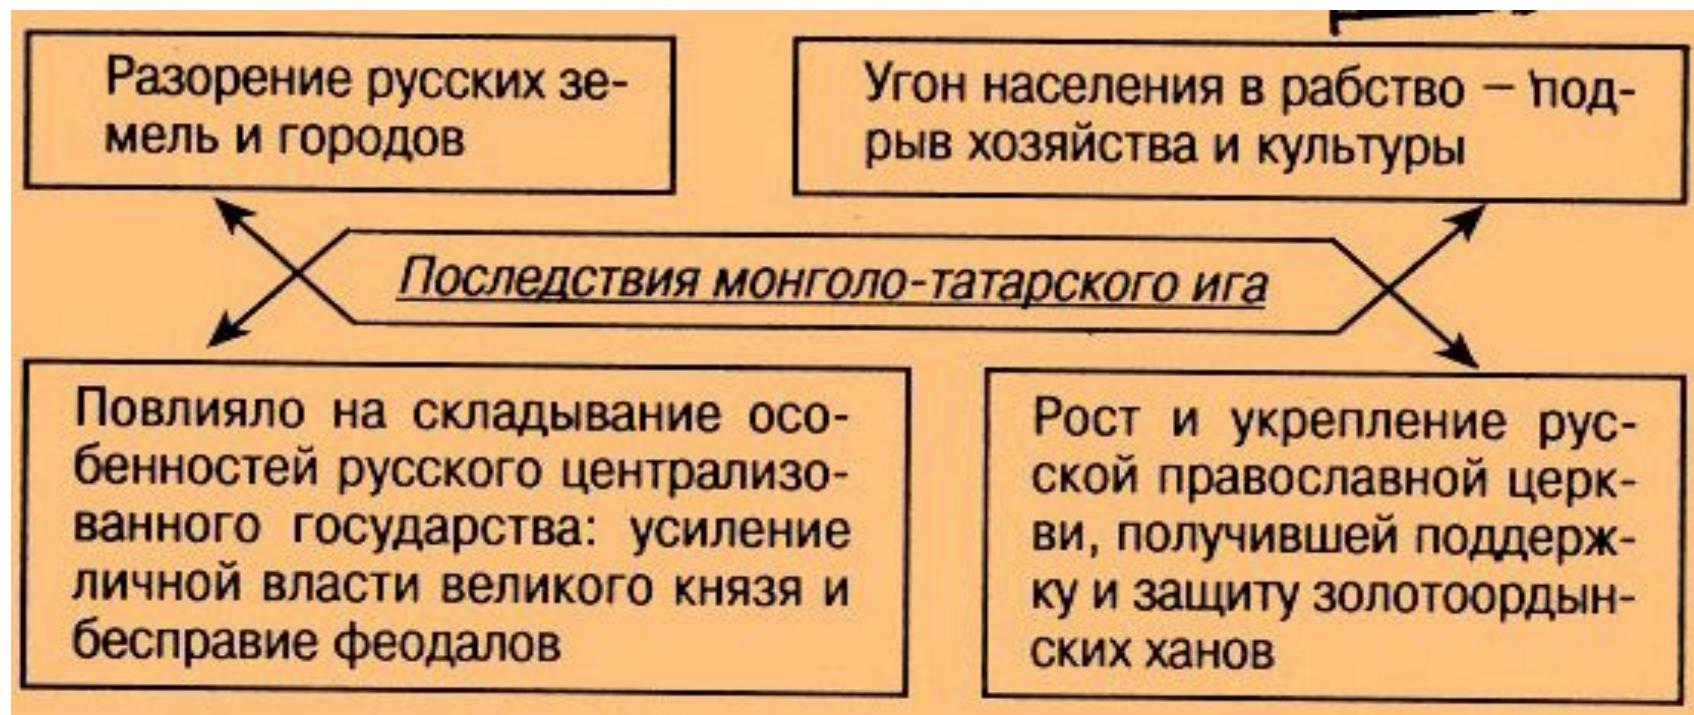 Разорение русских зе-
мель и городов
Угон населения в рабство – под-
рыв хозяйства и культуры
Последствия монголо-татарского ига
Повлияло на складывание осо-
бенностей русского централизо-
ванного государства: усиление
личной власти великого князя и
бесправие феодалов
Рост и укрепление рус-
ской православной церк-
ви, получившей поддерж-
ку и защиту золотоордын-
ских ханов